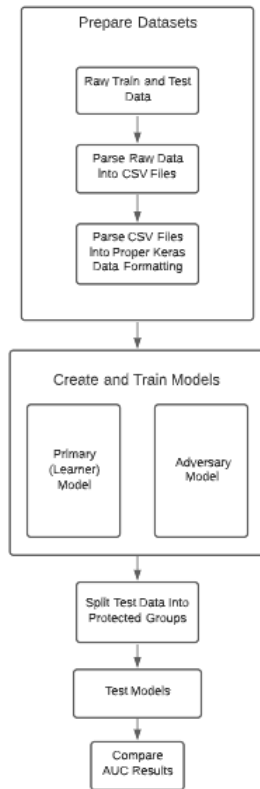 Prepare Datasets
Raw Train and Test
Data
Parse Raw Data
Into CSV Files
Parse CSV Files
Into Proper Keras
Data Formatting
Create and Train Models
Primary
(Learner)
Model
Adversary
Model
Split Test Data Into
Protected Groups
Test Models
Compare
AUC Results